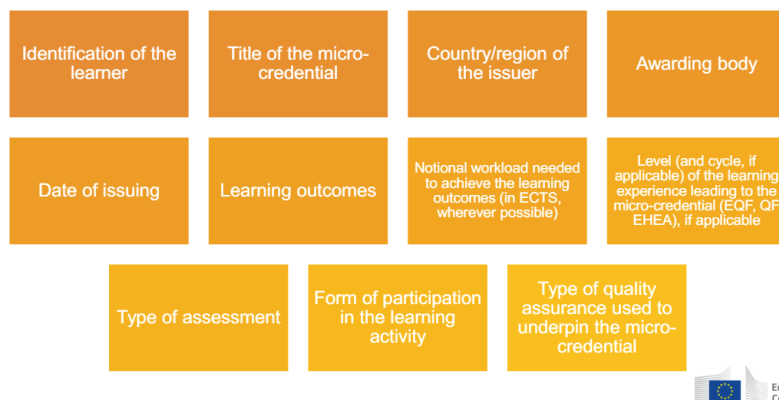 Identification of the
learner
Title of the micro-
credential
Country/region of
the issuer
Awarding body
Date of issuing
Learning outcomes
Notional workload needed
to achieve the learning
outcomes (in ECTS,
wherever possible)
Level (and cycle, if
applicable) of the learning
experience leading to the
micro-credential (EQF, QF
EHEA), if applicable
Type of assessment
Form of participation
in the learning
activity
Type of quality
assurance used to
underpin the micro-
credential